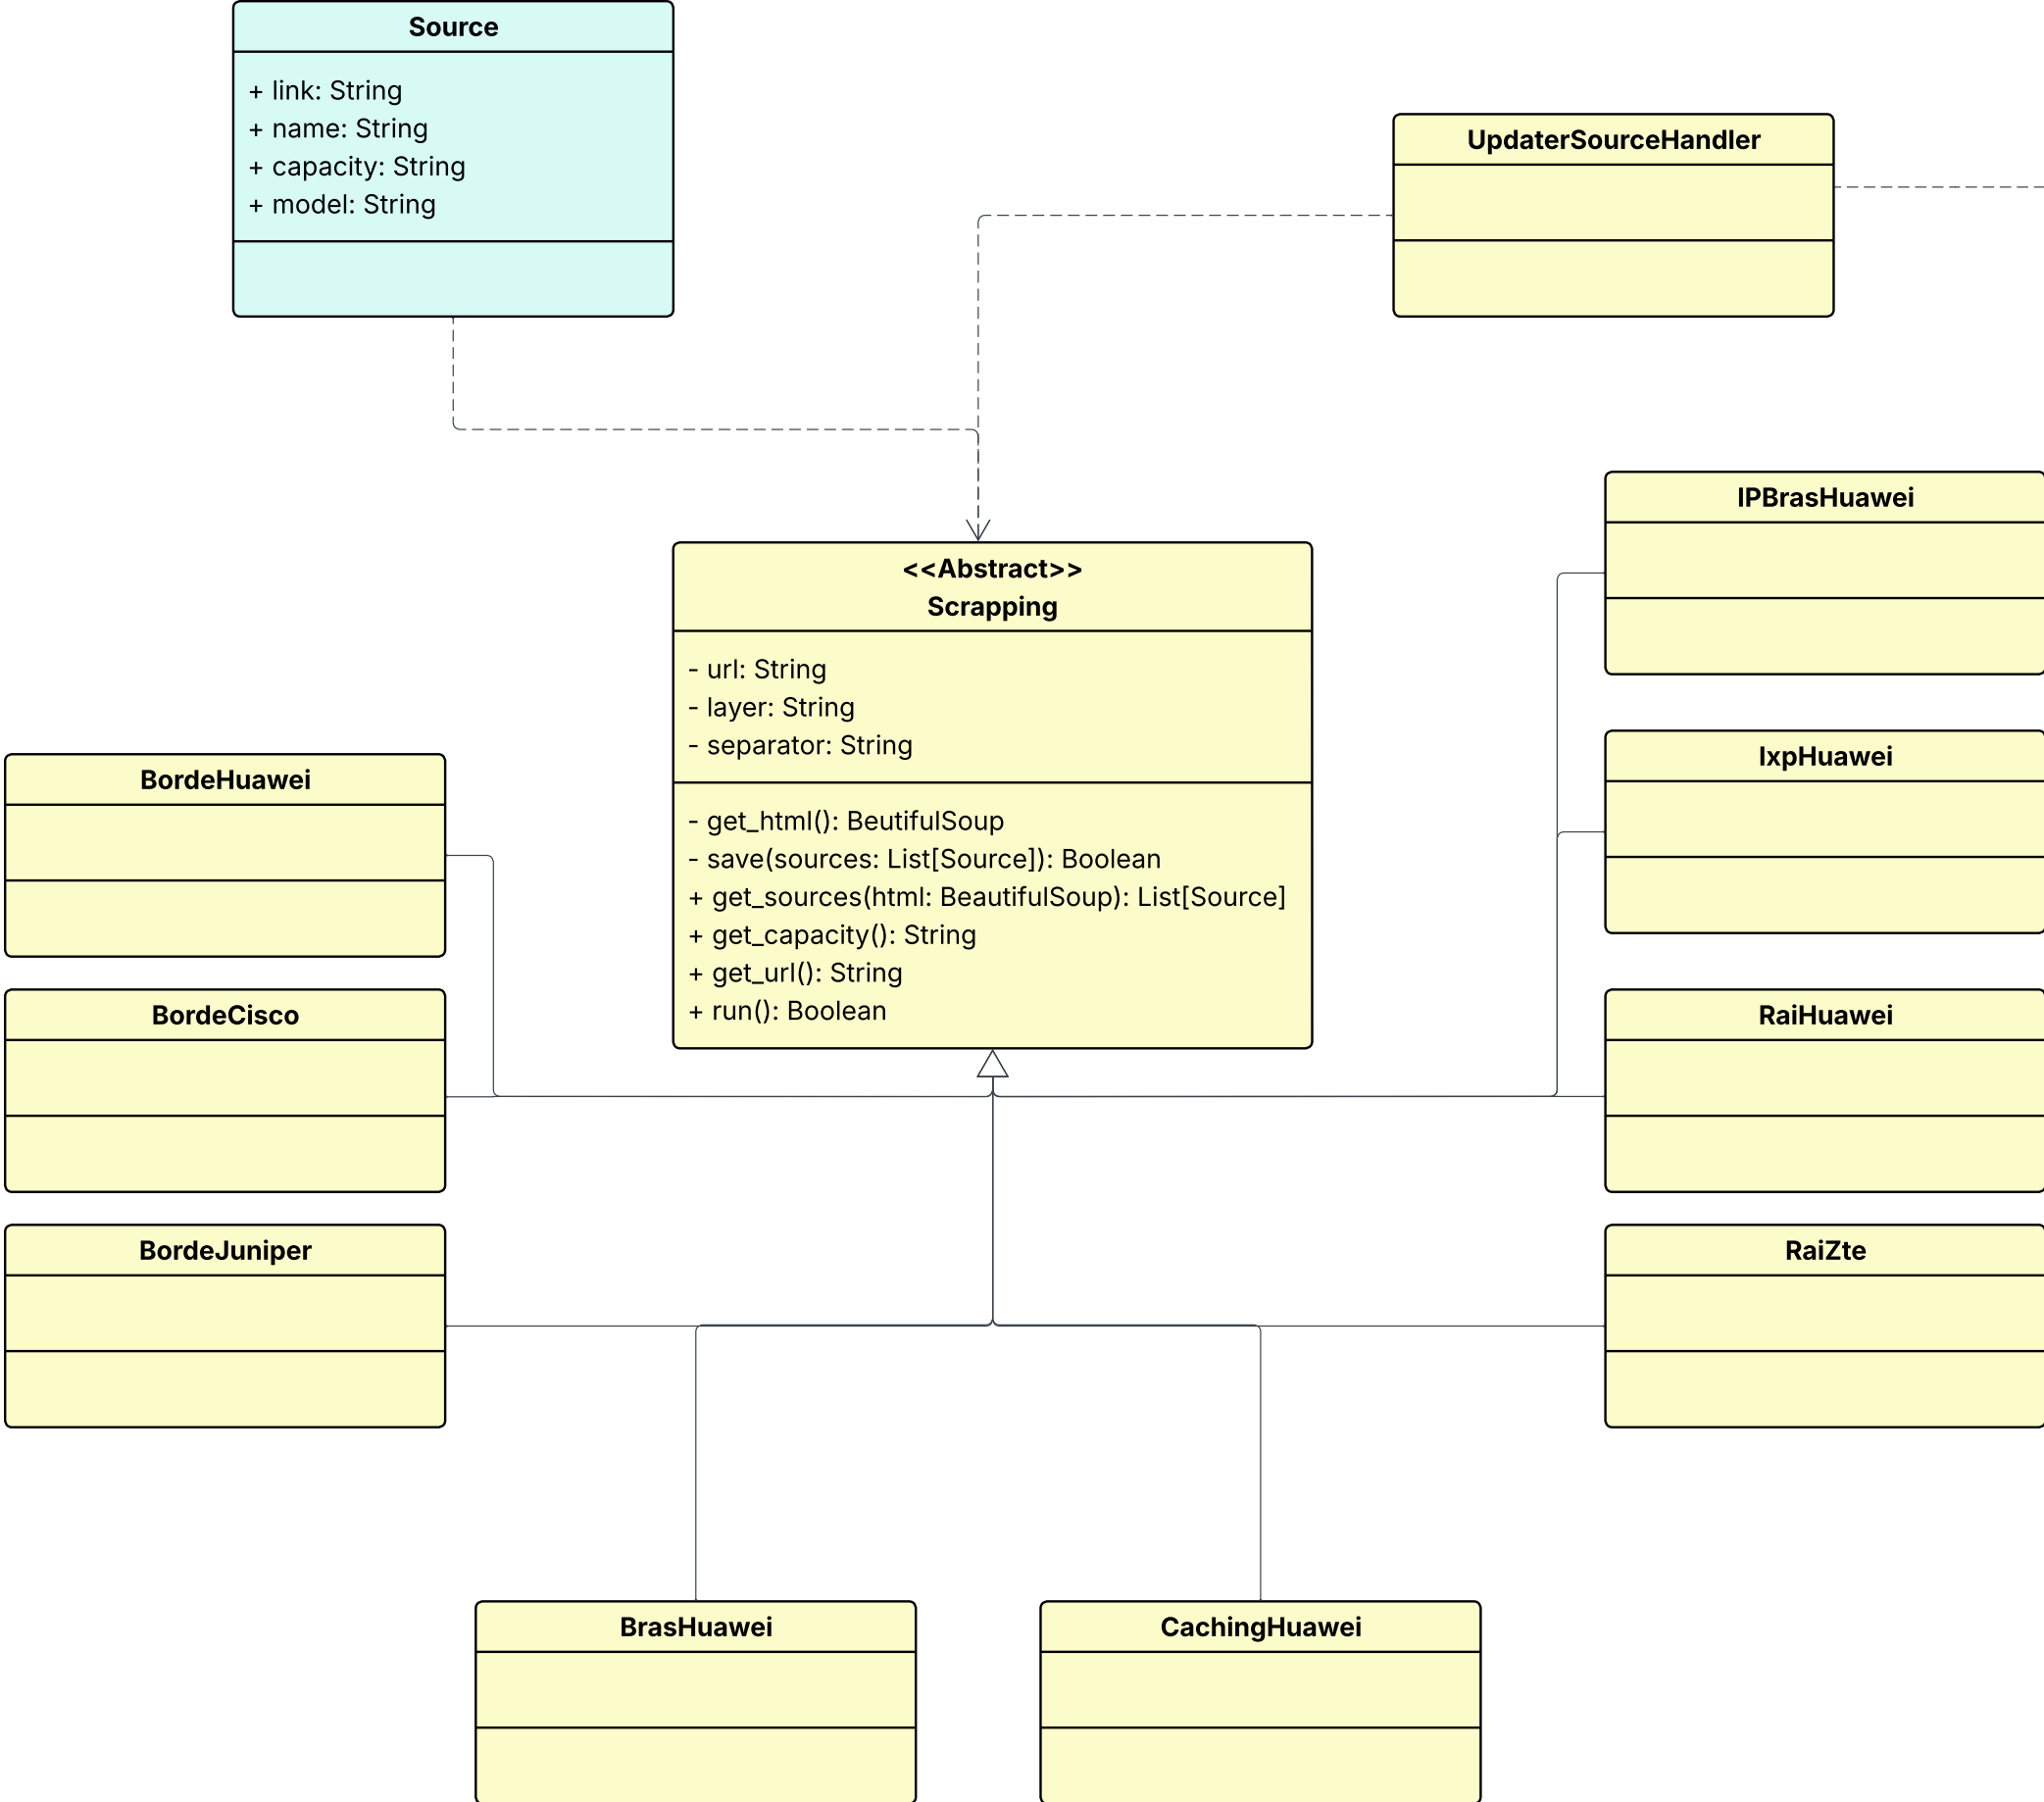 Source
+ link: String
+ name: String
+ capacity: String
+ model: String
UpdaterSourceHandler
<<Abstract>>
Scrapping
- url: String
- layer: String
- separator: String
- get_html(): BeutifulSoup
- save(sources: List[Source]): Boolean
+ get_sources(html: BeautifulSoup): List[Source]
+ get_capacity(): String
+ get_url(): String
+ run(): Boolean
IPBrasHuawei
IxpHuawei
BordeHuawei
BordeCisco
RaiHuawei
BordeJuniper
RaiZte
BrasHuawei
CachingHuawei